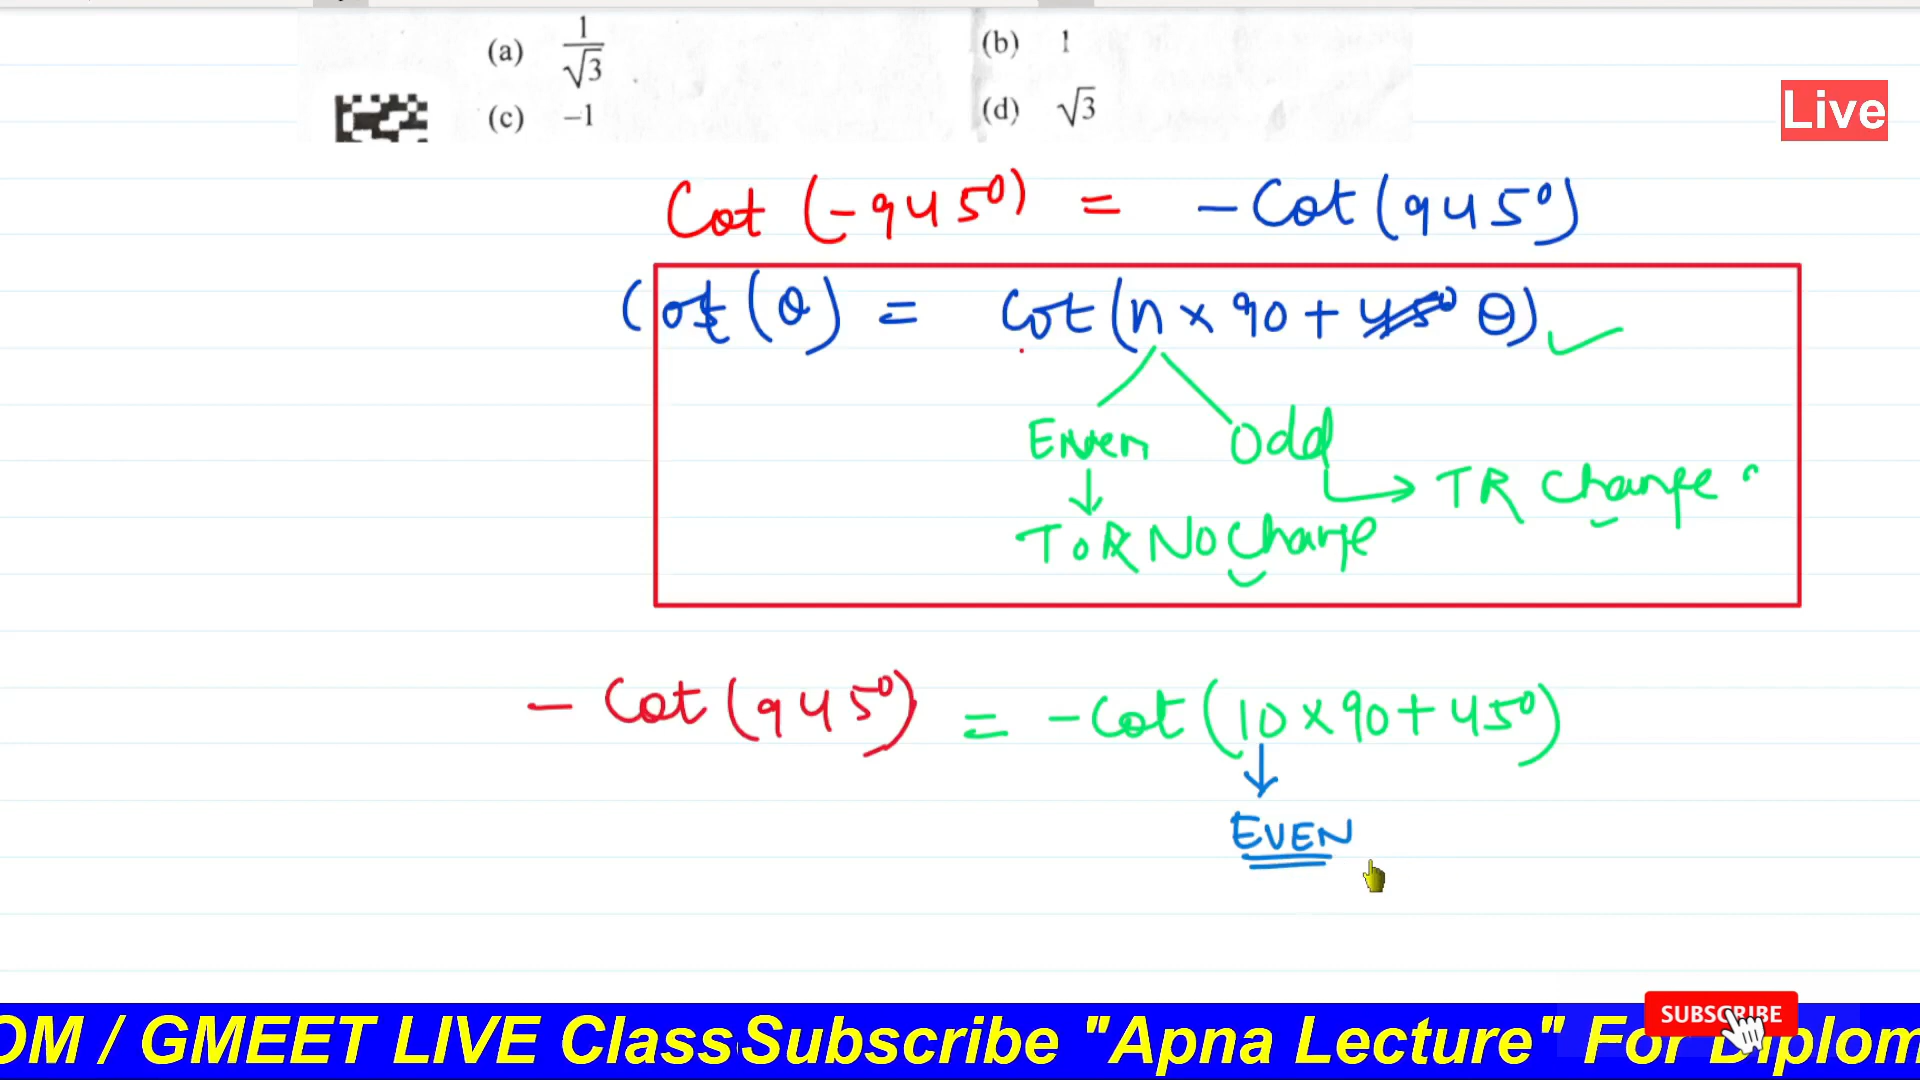 (a) 1/√3 (b) 1
(c) –1 (d) √3
Live
Cot (-945°) = -Cot(945°)
Cot(θ) = Cot(n × 90 + 45° θ)
Even Odd
TR Change
T o R No Change
- Cot(945°) = -Cot(10×90+45°)
EVEN
SUBSCRIBE
OM / GMEET LIVE Class Subscribe "Apna Lecture" For Diplom